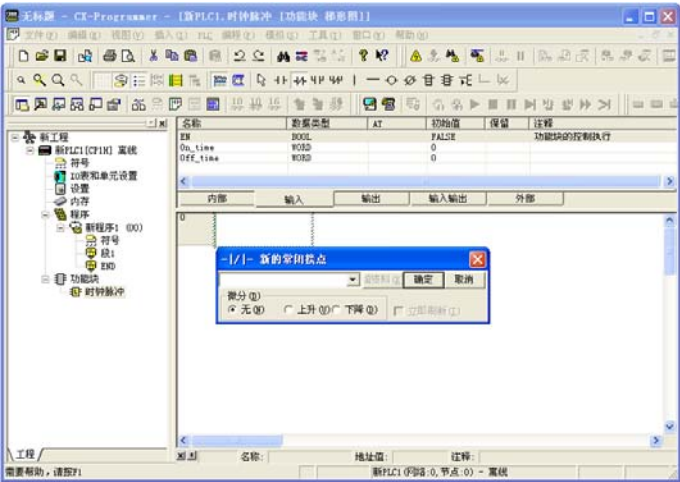 无标题 - CX-Programmer - [新PLC1.时钟脉冲 [功能块 梯形图]]
文件(F) 编辑(E) 视图(V) 插入(I) PLC 编程(P) 模拟(S) 工具(T) 窗口(W) 帮助(H)
名称 数据类型 AT 初始值 保留 注释
EN BOOL FALSE 功能块的控制执行
On_time WORD 0
Off_time WORD 0
内部 输入 输出 输入输出 外部
新工程
新PLC1[CP1H] 离线
符号
IO表和单元设置
设置
内存
程序
新程序1 (00)
符号
段1
END
功能块
时钟脉冲
0
-|/|- 新的常闭接点
确定 取消
微分(D)
无(N) 上升(U) 下降(D) 立即刷新(I)
工程
名称: 地址值: 注释:
需要帮助，请按F1
新PLC1(网络:0,节点:0) - 离线